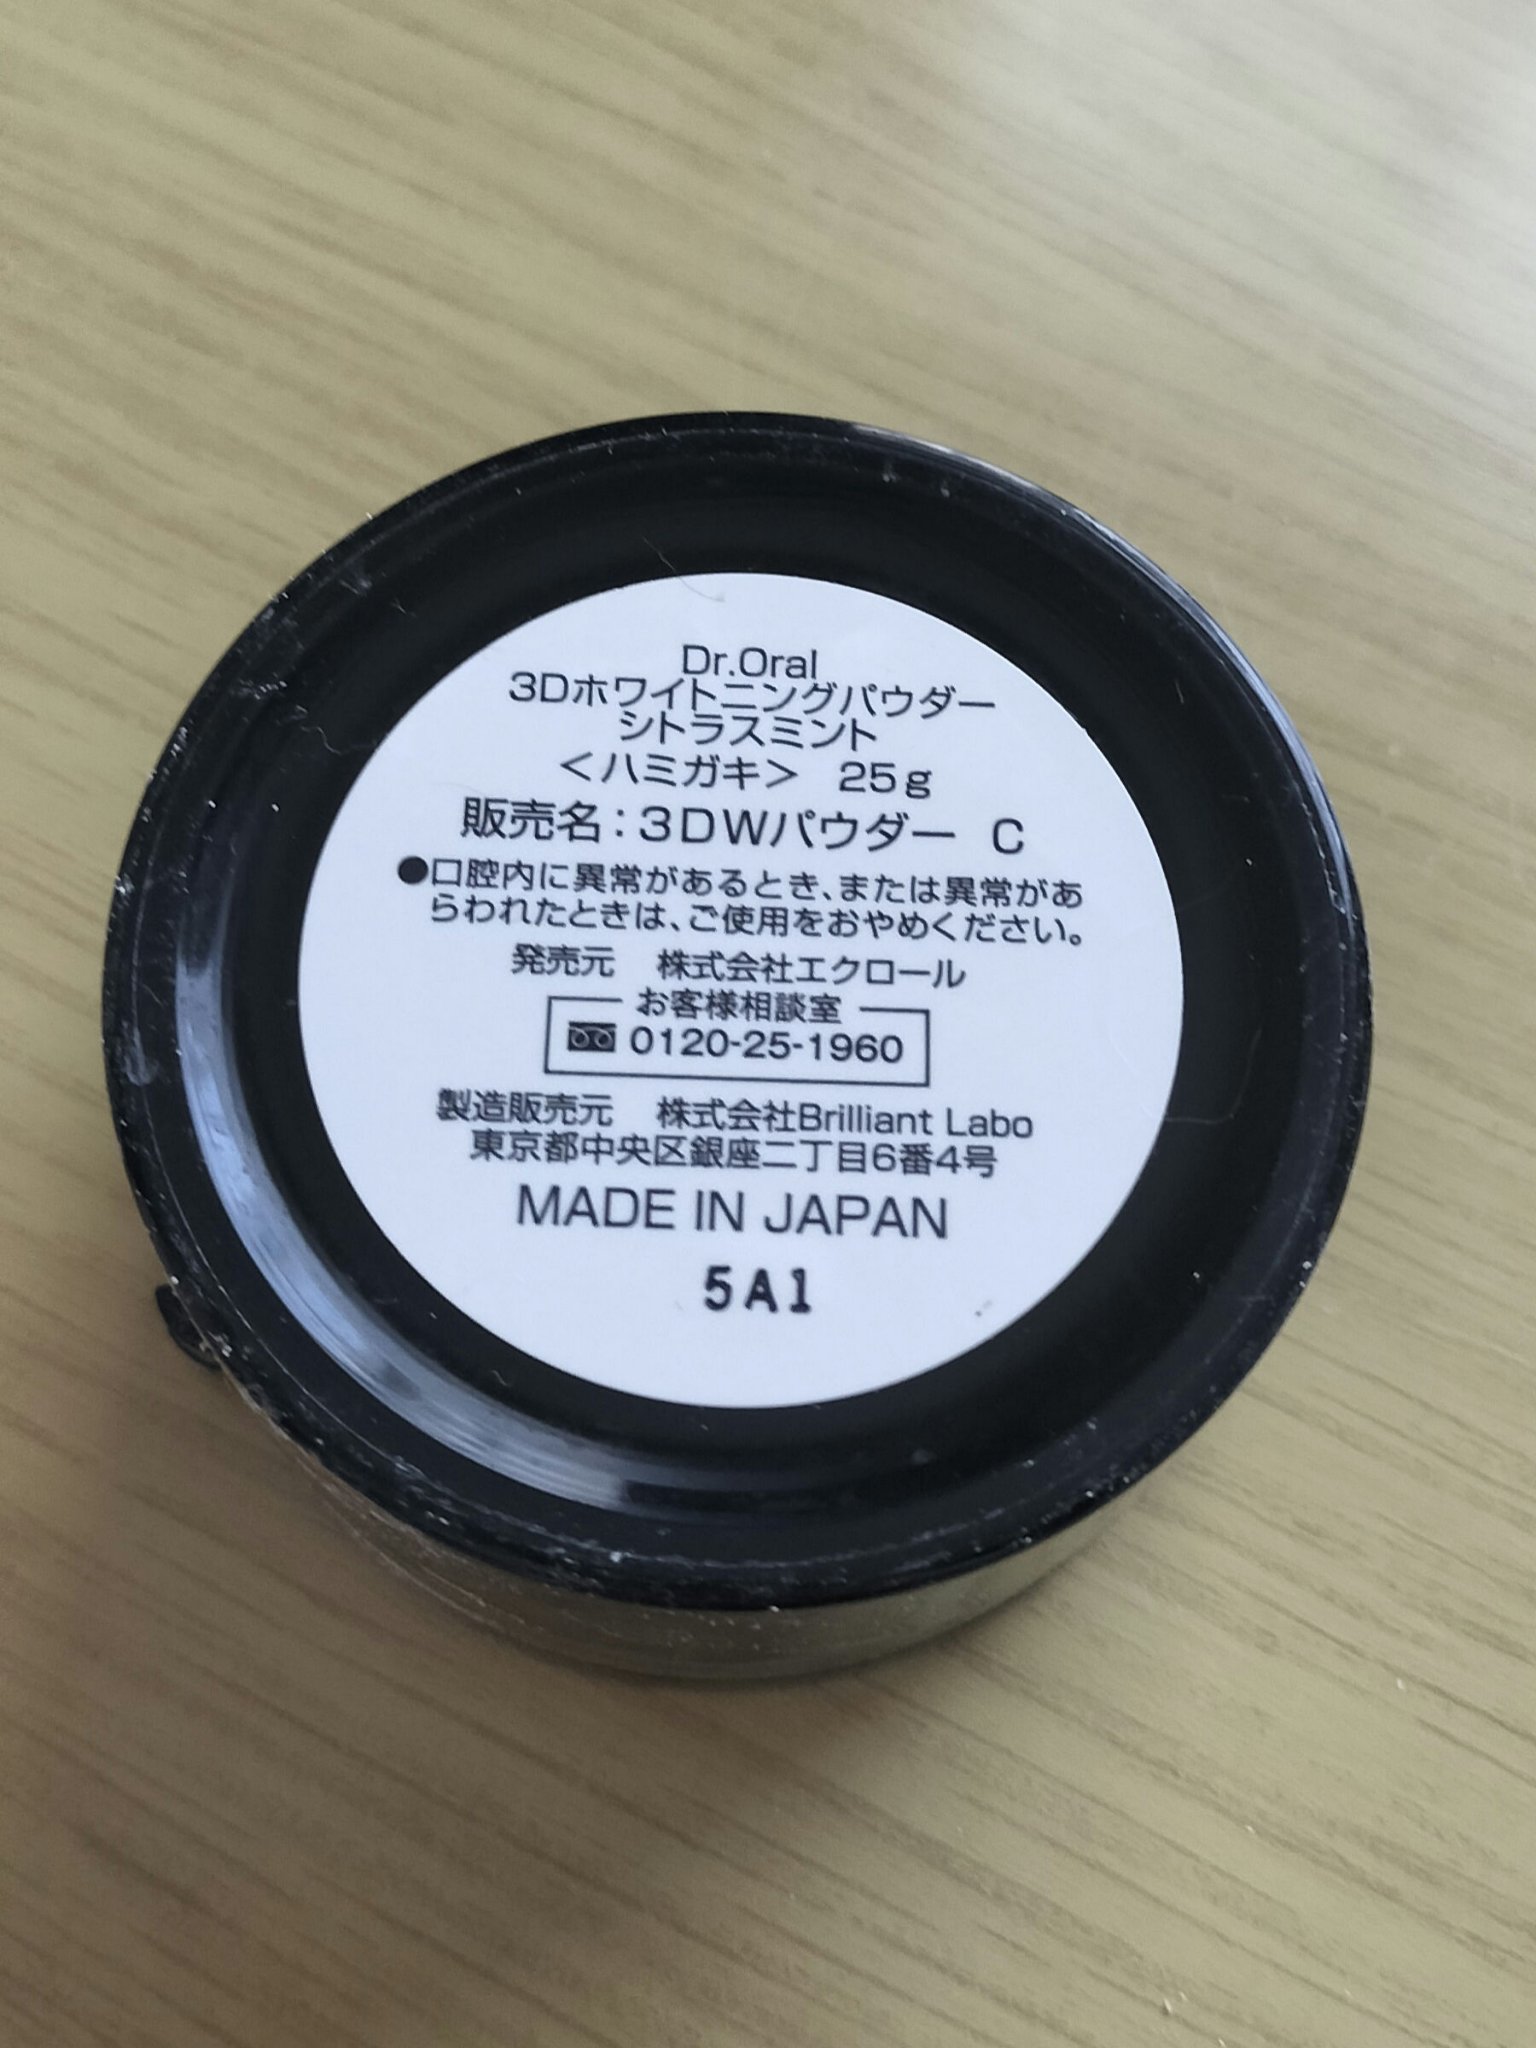 Dr.Oral
3Dホワイトニングパウダー
シトラスミント
＜ハミガキ＞ 25g
販売名：3DWパウダー C
●口腔内に異常があるとき、または異常があ
らわれたときは、ご使用をおやめください。
発売元 株式会社エクロール
お客様相談室
0120-25-1960
製造販売元 株式会社Brilliant Labo
東京都中央区銀座二丁目6番4号
MADE IN JAPAN
5A1